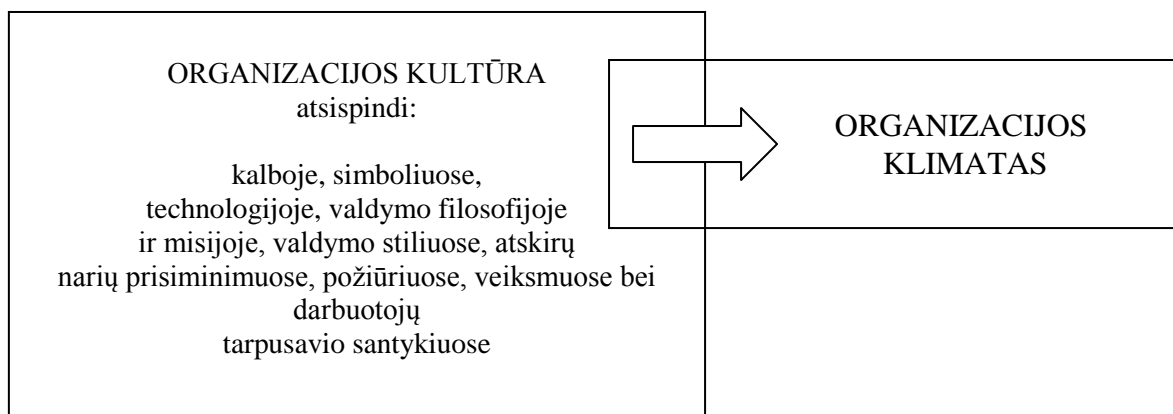 ORGANIZACIJOS KULTŪRA
atsispindi:
kalboje, simboliuose,
technologijoje, valdymo filosofijoje
ir misijoje, valdymo stiliuose, atskirų
narių prisiminimuose, požiūriuose, veiksmuose bei
darbuotojų
tarpusavio santykiuose
ORGANIZACIJOS
KLIMATAS